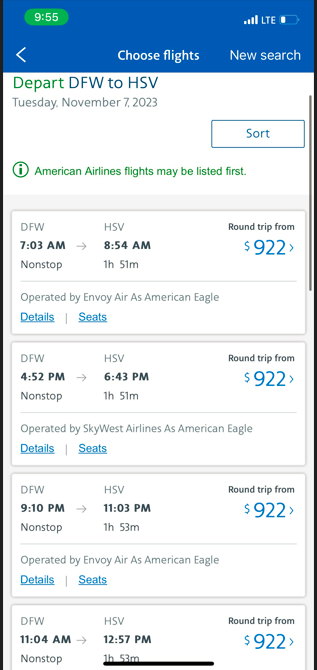 9:55
LTE
Choose flights
New search
Depart DFW to HSV
Tuesday, November 7, 2023
Sort
American Airlines flights may be listed first.
DFW HSV Round trip from
7:03 AM → 8:54 AM $922 ›
Nonstop 1h 51m
Operated by Envoy Air As American Eagle
Details | Seats
DFW HSV Round trip from
4:52 PM → 6:43 PM $922 ›
Nonstop 1h 51m
Operated by SkyWest Airlines As American Eagle
Details | Seats
DFW HSV Round trip from
9:10 PM → 11:03 PM $922 ›
Nonstop 1h 53m
Operated by Envoy Air As American Eagle
Details | Seats
DFW HSV Round trip from
11:04 AM → 12:57 PM $922 ›
Nonstop 1h 53m